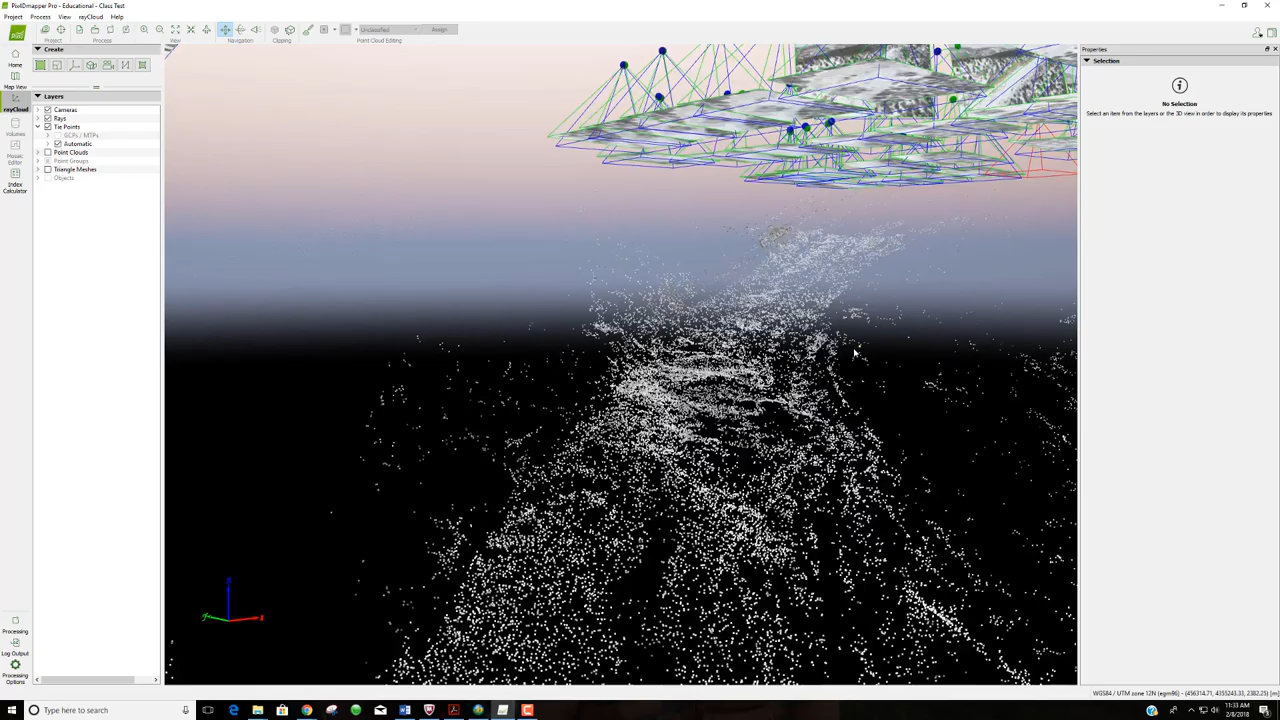 Pix4Dmapper Pro - Educational - Class Test
Project Process View rayCloud Help
Unclassified Assign
Project Process View Navigation Clipping Point Cloud Editing
Create
Home
Map View
rayCloud
Volumes
Mosaic Editor
Index Calculator
Layers
Cameras
Rays
Tie Points
GCPs / MTPs
Automatic
Point Clouds
Point Groups
Triangle Meshes
Objects
Properties
Selection
No Selection
Select an item from the layers or the 3D view in order to display its properties
Processing
Log Output
Processing Options
WGS84 / UTM zone 12N (egm96) - (456314.71, 4355243.33, 2382.25) [m]
Type here to search
11:33 AM
2/8/2018